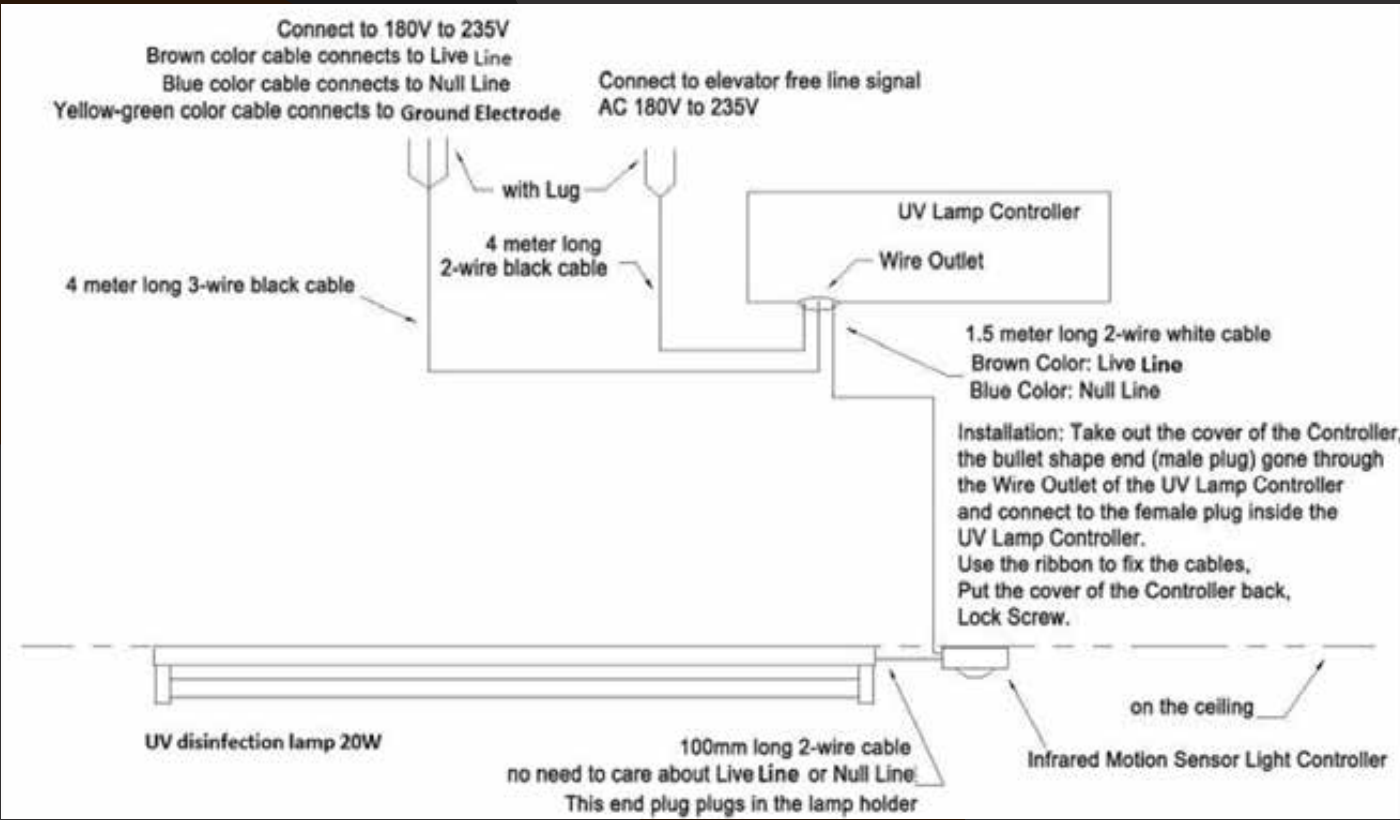 Connect to 180V to 235V
Brown color cable connects to Live Line
Blue color cable connects to Null Line
Yellow-green color cable connects to Ground Electrode
Connect to elevator free line signal
AC 180V to 235V
with Lug
UV Lamp Controller
4 meter long
2-wire black cable
Wire Outlet
4 meter long 3-wire black cable
1.5 meter long 2-wire white cable
Brown Color: Live Line
Blue Color: Null Line
Installation: Take out the cover of the Controller,
the bullet shape end (male plug) gone through
the Wire Outlet of the UV Lamp Controller
and connect to the female plug inside the
UV Lamp Controller.
Use the ribbon to fix the cables,
Put the cover of the Controller back,
Lock Screw.
on the ceiling
UV disinfection lamp 20W
100mm long 2-wire cable
no need to care about Live Line or Null Line
This end plug plugs in the lamp holder
Infrared Motion Sensor Light Controller